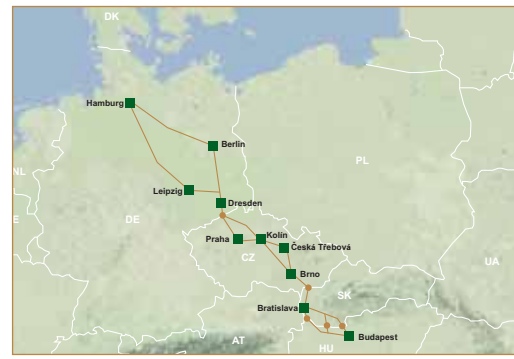 DK
Hamburg
Berlin
NL
PL
Leipzig
Dresden
E
DE
Praha
Kolín
Česká Třebová
CZ
UA
Brno
SK
Bratislava
Budapest
AT
HU